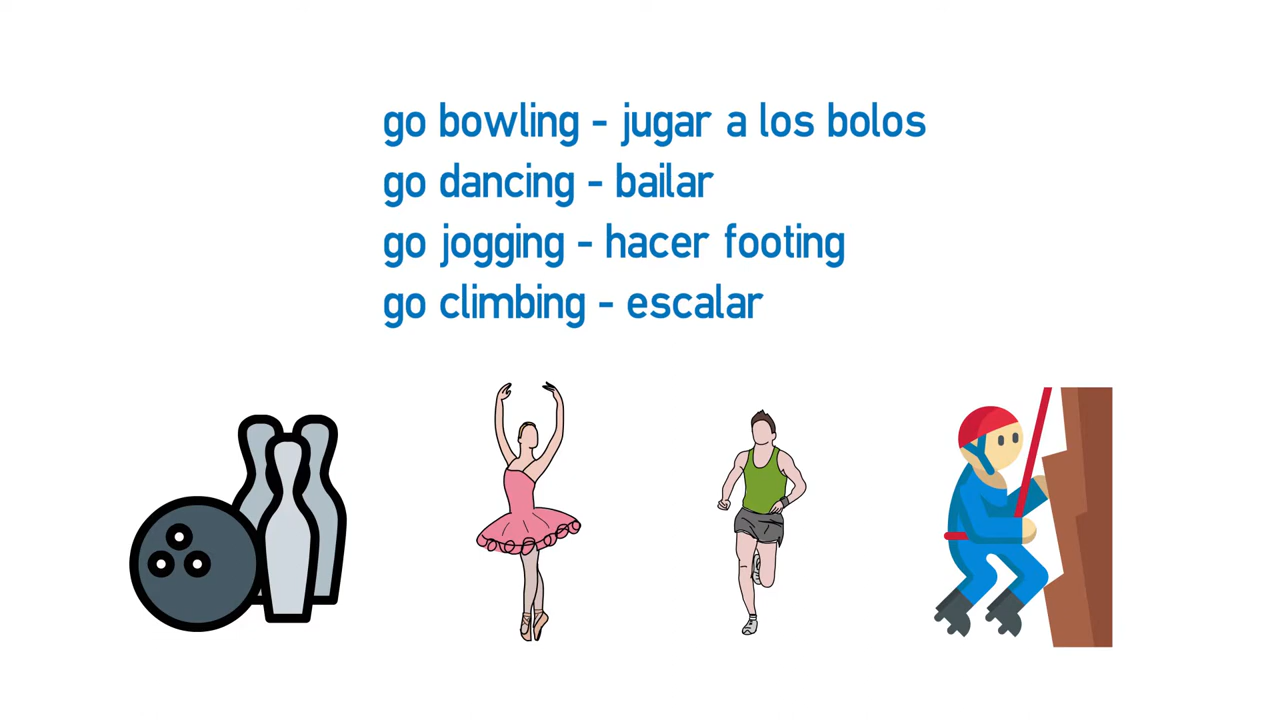 go bowling - jugar a los bolos
go dancing - bailar
go jogging - hacer footing
go climbing - escalar